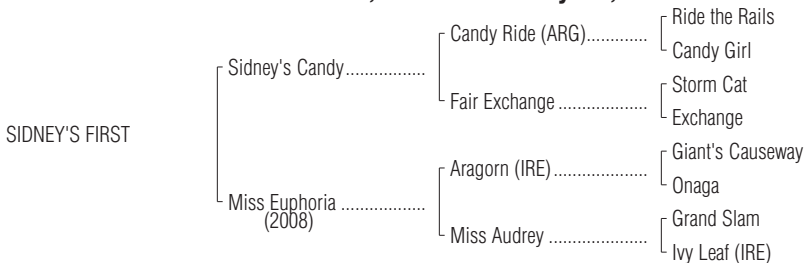 Ride the Rails
Candy Ride (ARG).............
Candy Girl
Sidney's Candy.................
Storm Cat
Fair Exchange ...................
Exchange
SIDNEY'S FIRST
Giant's Causeway
Aragorn (IRE)....................
Onaga
Miss Euphoria ..................
(2008)
Grand Slam
Miss Audrey .....................
Ivy Leaf (IRE)